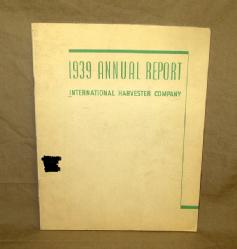 1939 ANNUAL REPORT
INTERNATIONAL HARVESTER COMPANY